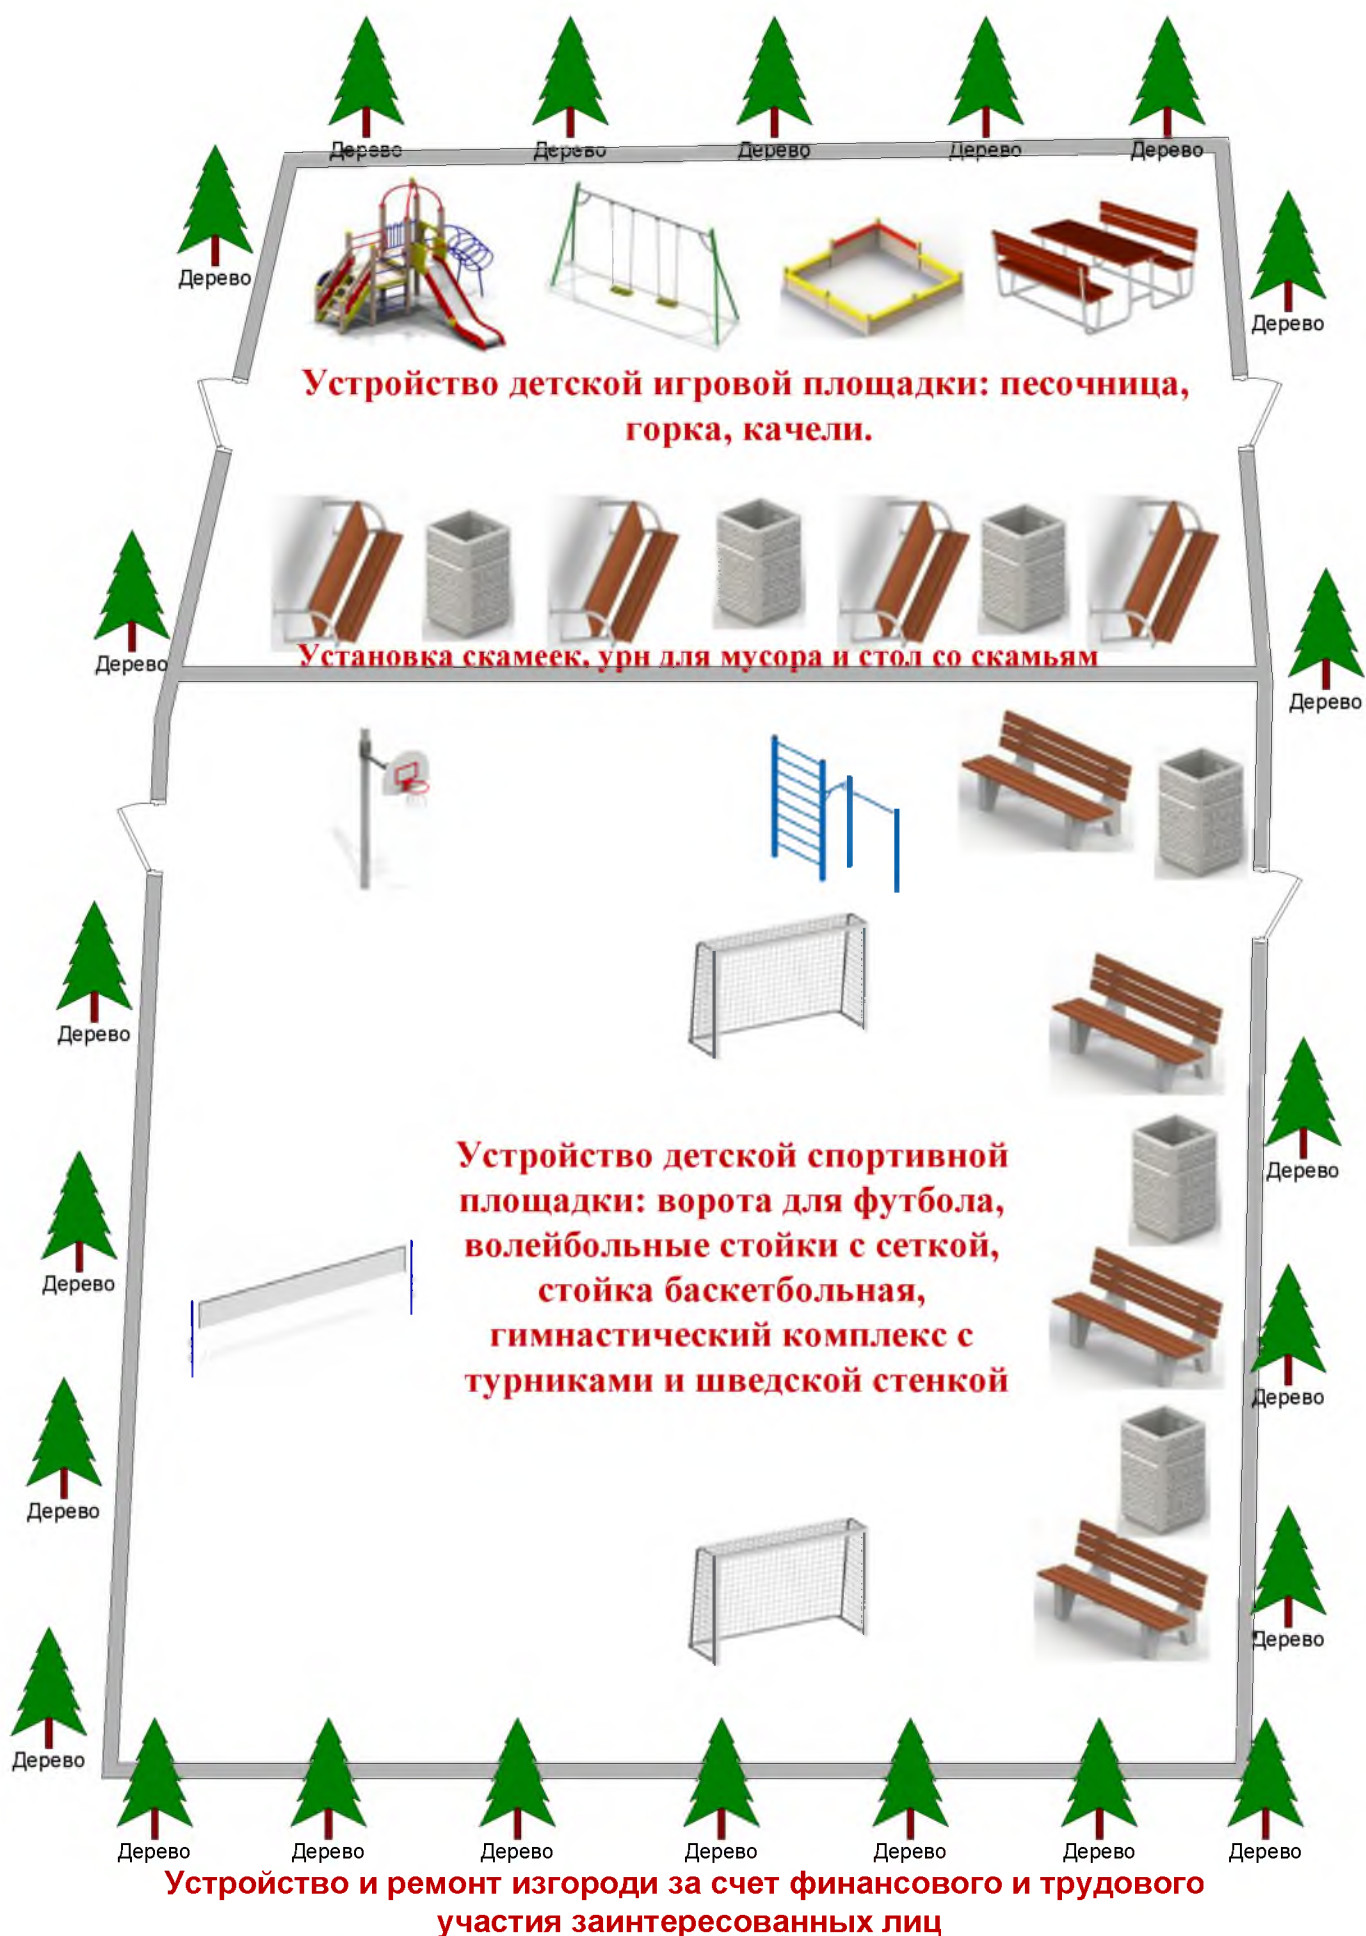 Дерево
Дерево
Дерево
Дерево
Дерево
Дерево
Дерево
Устройство детской игровой площадки: песочница,
горка, качели.
Установка скамеек, урн для мусора и стол со скамьям
Дерево
Дерево
Дерево
Устройство детской спортивной
площадки: ворота для футбола,
волейбольные стойки с сеткой,
стойка баскетбольная,
гимнастический комплекс с
турниками и шведской стенкой
Дерево
Дерево
Дерево
Дерево
Дерево
Дерево
Дерево
Дерево
Дерево
Дерево
Дерево
Дерево
Дерево
Устройство и ремонт изгороди за счет финансового и трудового
участия заинтересованных лиц